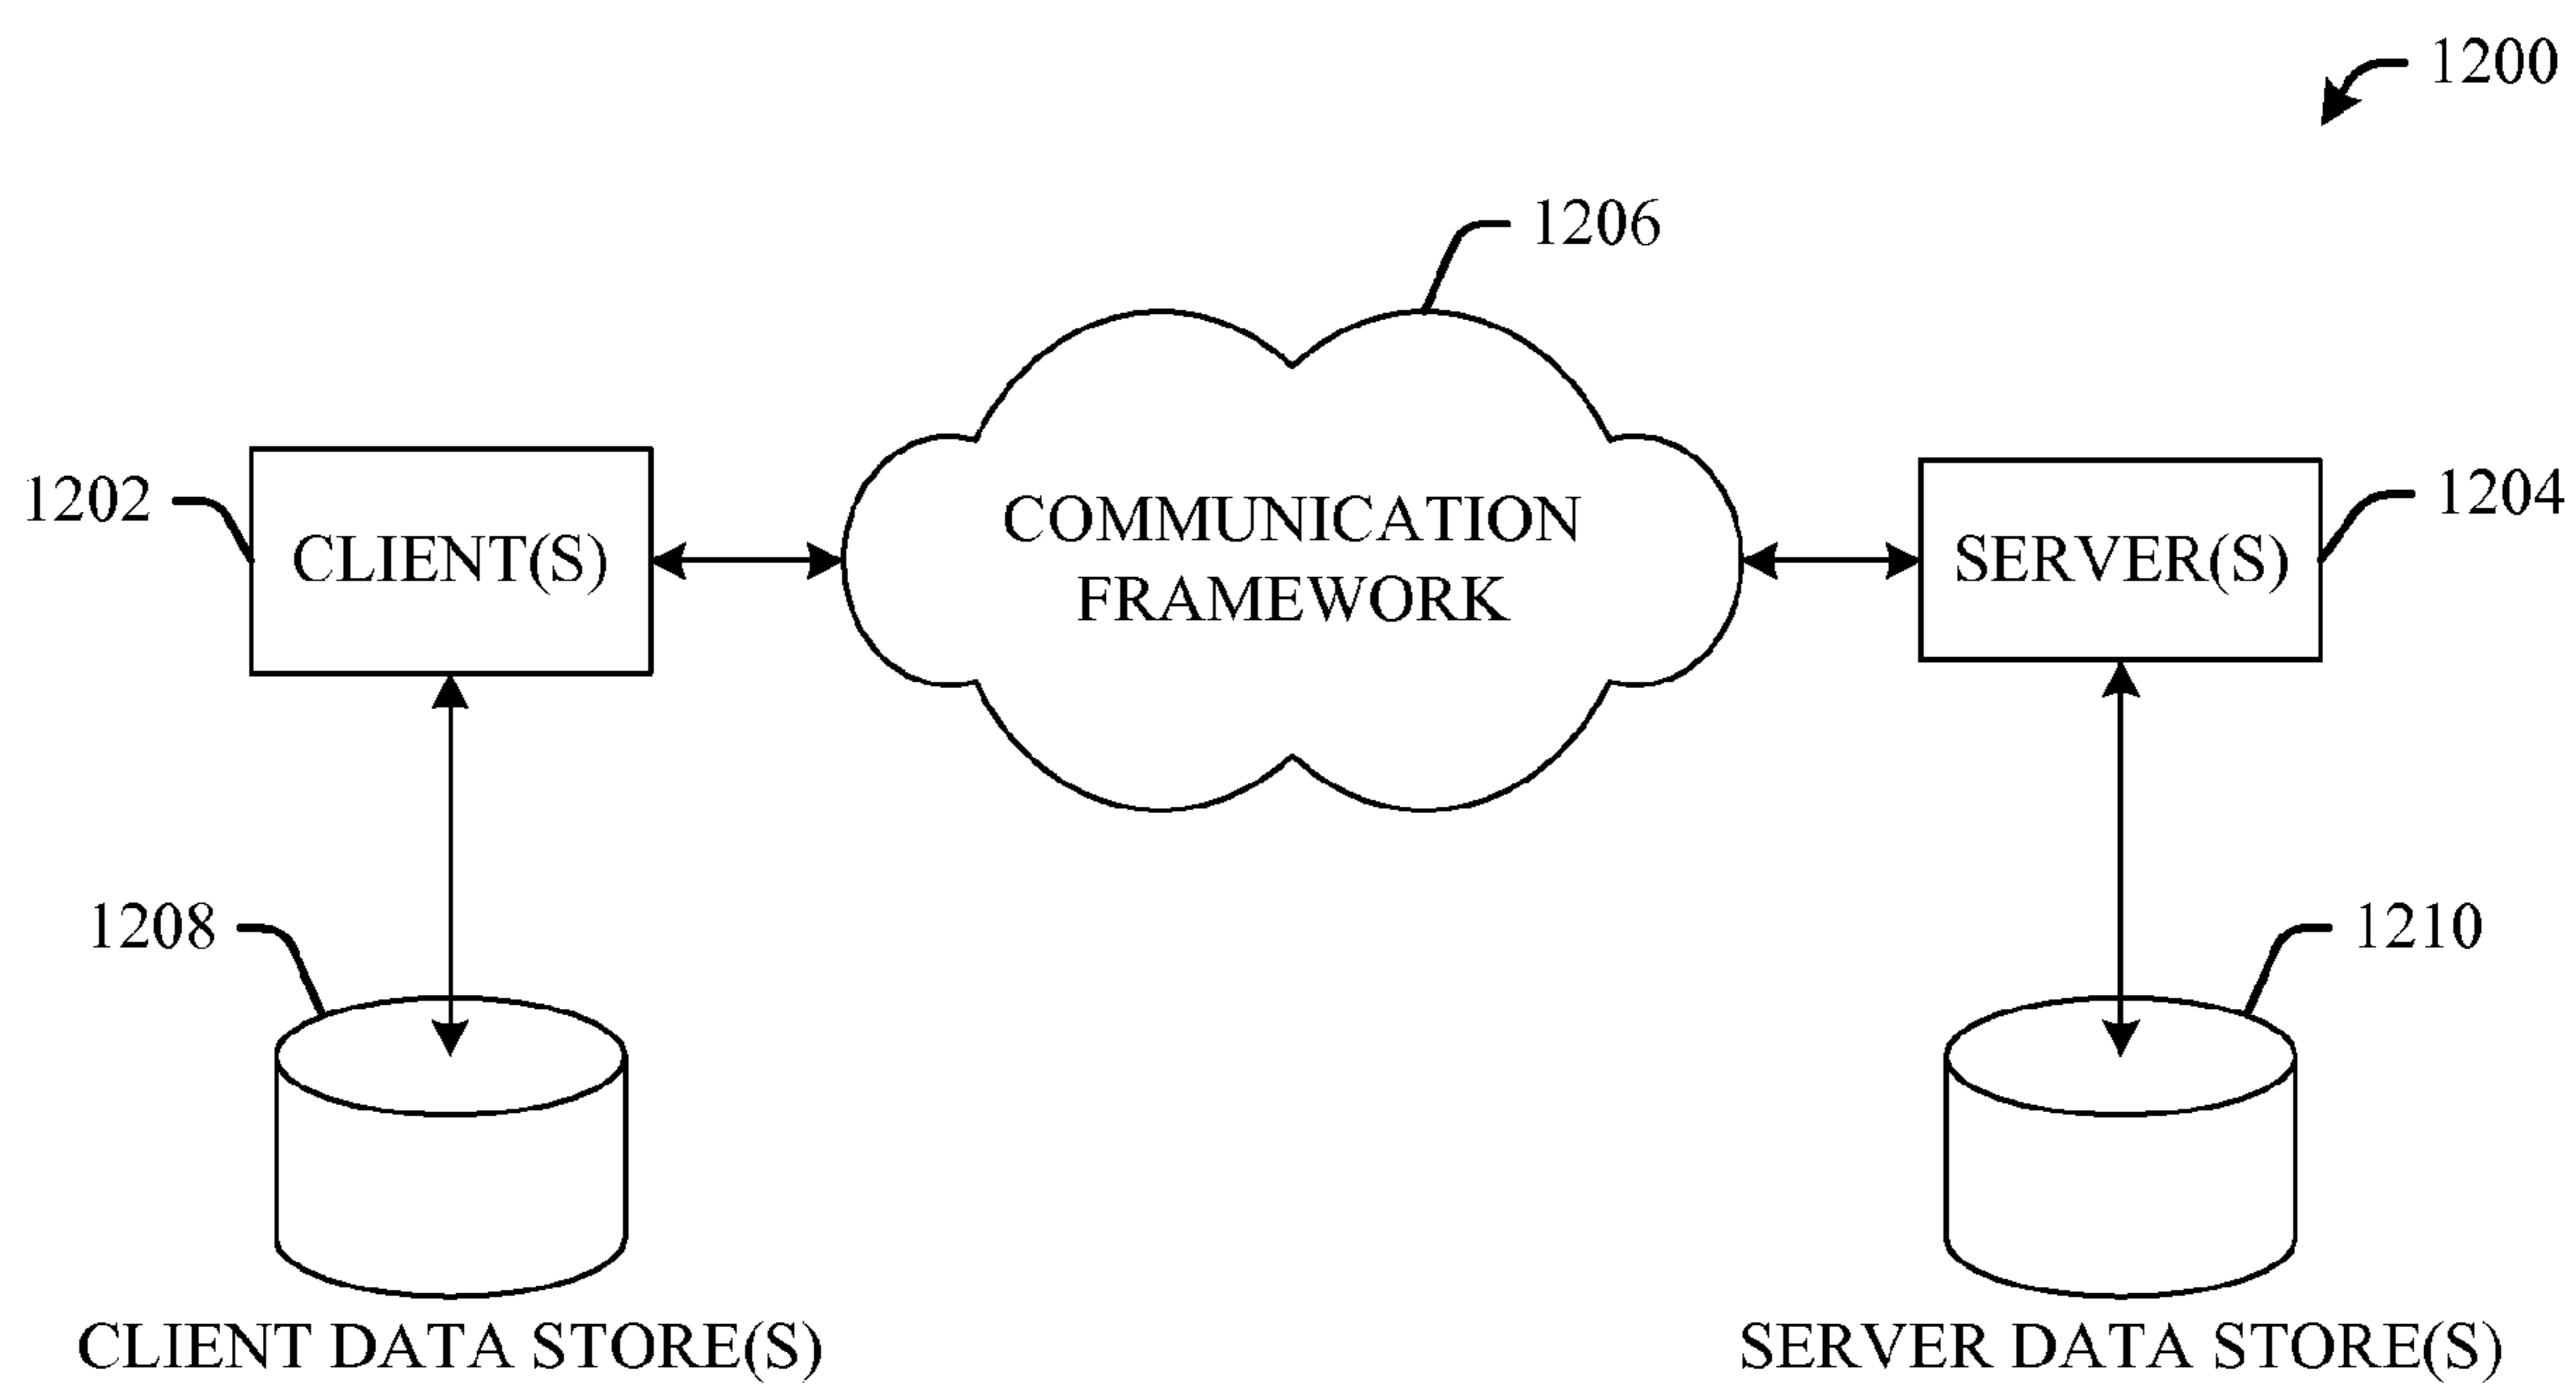 1200
1206
1202
CLIENT(S)
COMMUNICATION
FRAMEWORK
SERVER(S)
1204
1208
1210
CLIENT DATA STORE(S)
SERVER DATA STORE(S)